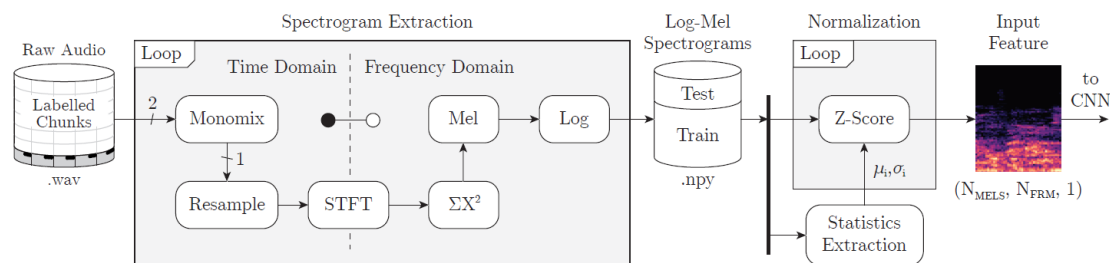 Spectrogram Extraction
Log-Mel
Spectrograms
Normalization
Input
Feature
Raw Audio
Loop
Time Domain
Frequency Domain
Loop
to
CNN
Labelled
Chunks
2
Monomix
Mel
Log
Test
Train
Z-Score
1
.wav
.npy
μi,σi
(NMELS, NFRM, 1)
Resample
STFT
ΣX²
Statistics
Extraction